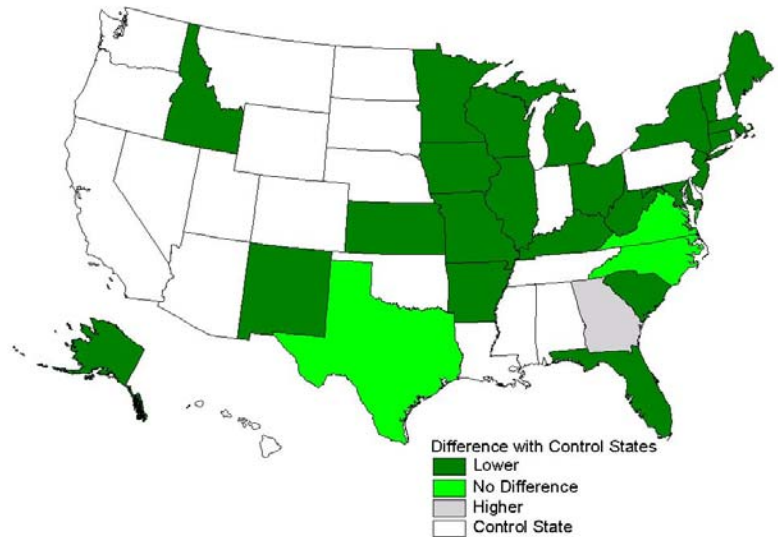 Difference with Control States
Lower
No Difference
Higher
Control State